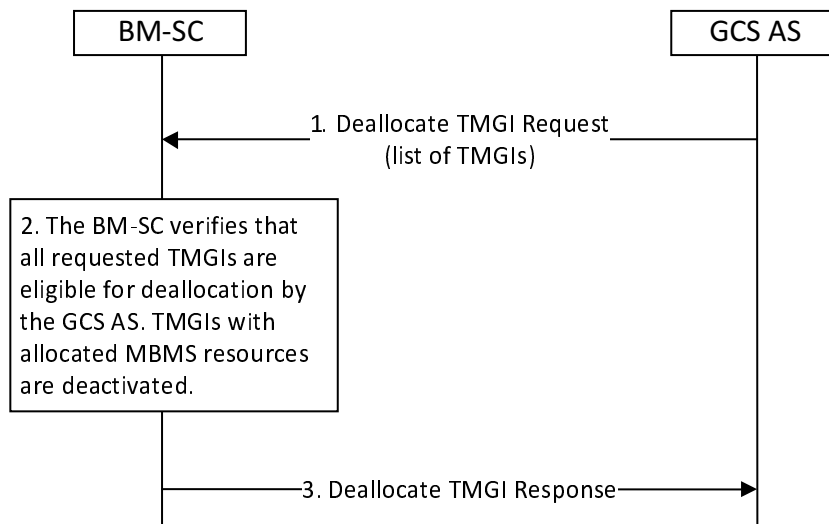 BM-SC
GCS AS
1. Deallocate TMGI Request
(list of TMGIs)
2. The BM-SC verifies that
all requested TMGIs are
eligible for deallocation by
the GCS AS. TMGIs with
allocated MBMS resources
are deactivated.
3. Deallocate TMGI Response